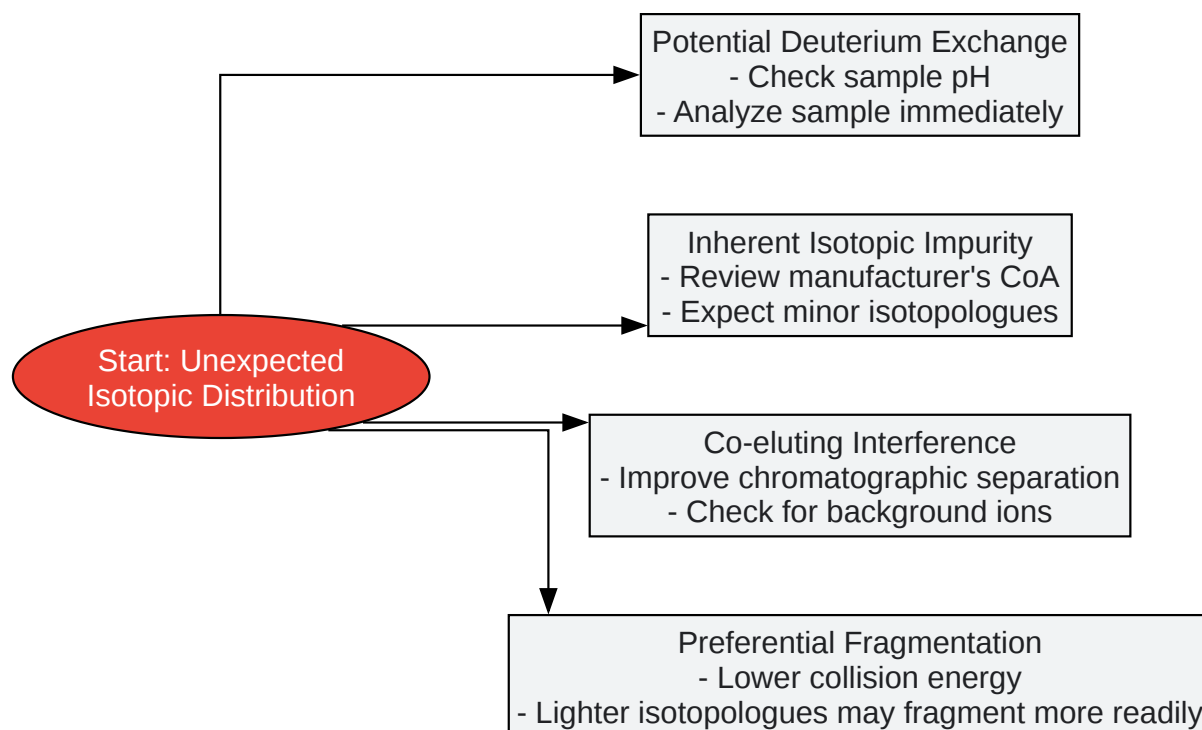 Potential Deuterium Exchange
- Check sample pH
- Analyze sample immediately
Inherent Isotopic Impurity
- Review manufacturer's CoA
- Expect minor isotopologues
Start: Unexpected
Isotopic Distribution
Co-eluting Interference
- Improve chromatographic separation
- Check for background ions
Preferential Fragmentation
- Lower collision energy
- Lighter isotopologues may fragment more readily